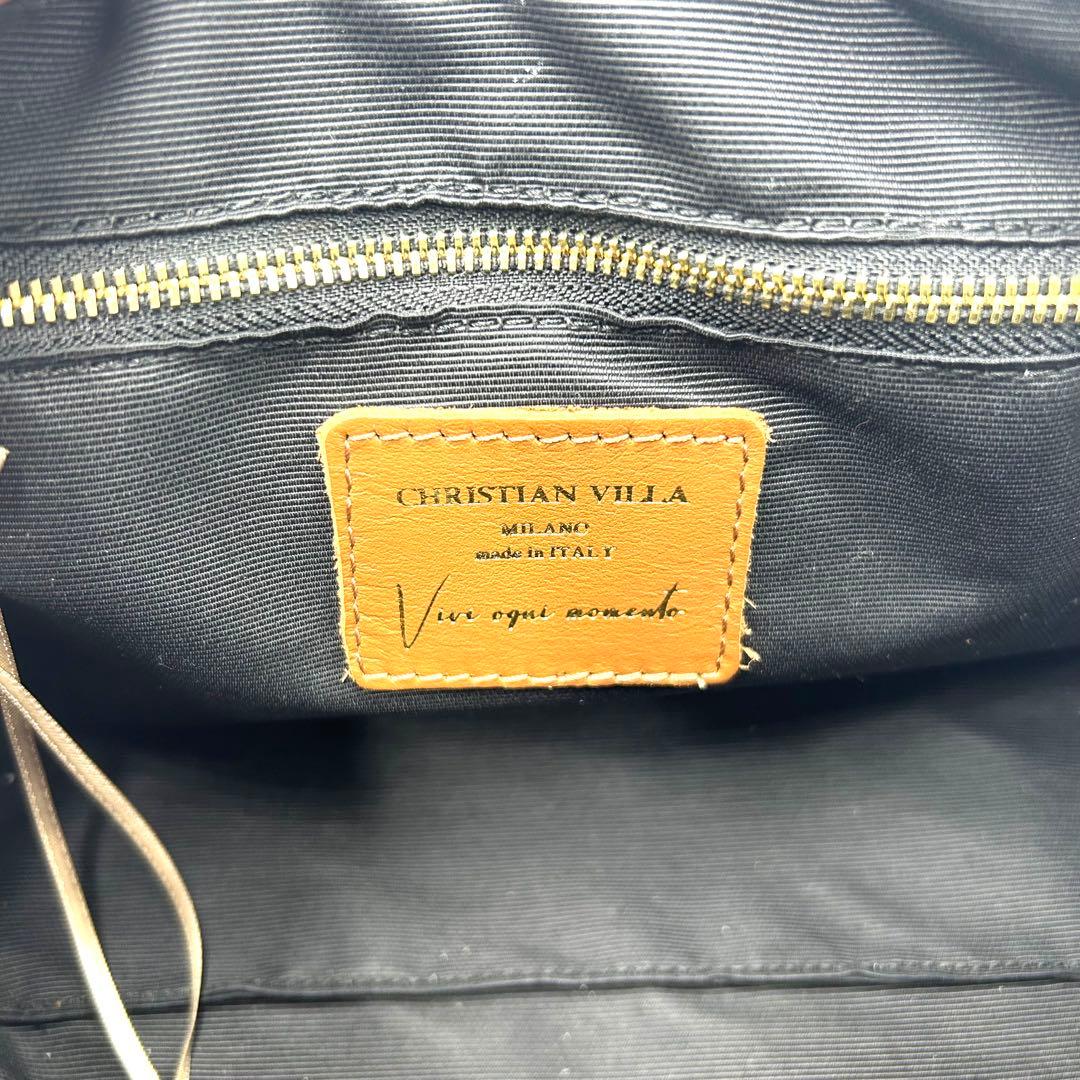 CHRISTIAN VILLA
MILANO
made in ITALY
Vivi ogni momento